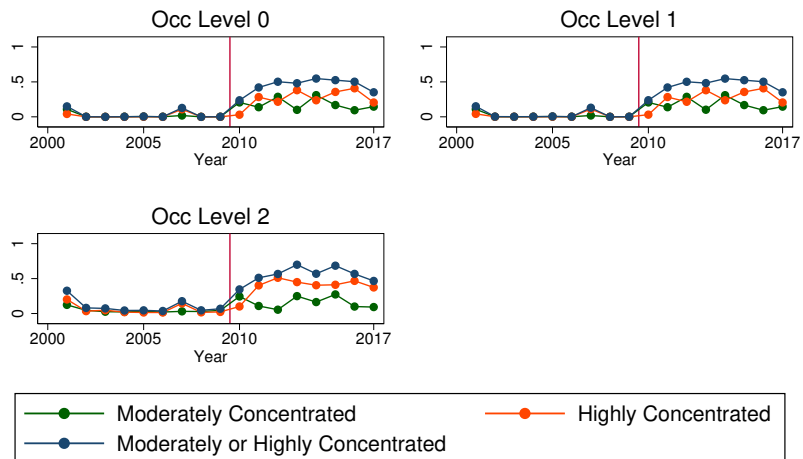 Occ Level 0
1
.5
0
2000 2005 2010 2017
Year
Occ Level 1
1
.5
0
2000 2005 2010 2017
Year
Occ Level 2
1
.5
0
2000 2005 2010 2017
Year
Moderately Concentrated
Highly Concentrated
Moderately or Highly Concentrated